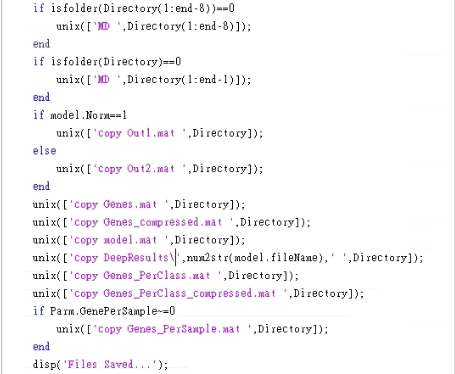 if isfolder(Directory(1:end-8))==0
unix(['MD ',Directory(1:end-8)]);
end
if isfolder(Directory)==0
unix(['MD ',Directory(1:end-1)]);
end
if model.Norm==1
unix(['copy Out1.mat ',Directory]);
else
unix(['copy Out2.mat ',Directory]);
end
unix(['copy Genes.mat ',Directory]);
unix(['copy Genes_compressed.mat ',Directory]);
unix(['copy model.mat ',Directory]);
unix(['copy DeepResults\',num2str(model.fileName),' ',Directory]);
unix(['copy Genes_PerClass.mat ',Directory]);
unix(['copy Genes_PerClass_compressed.mat ',Directory]);
if Parm.GenePerSample~=0
unix(['copy Genes_PerSample.mat ',Directory]);
end
disp('Files Saved...');